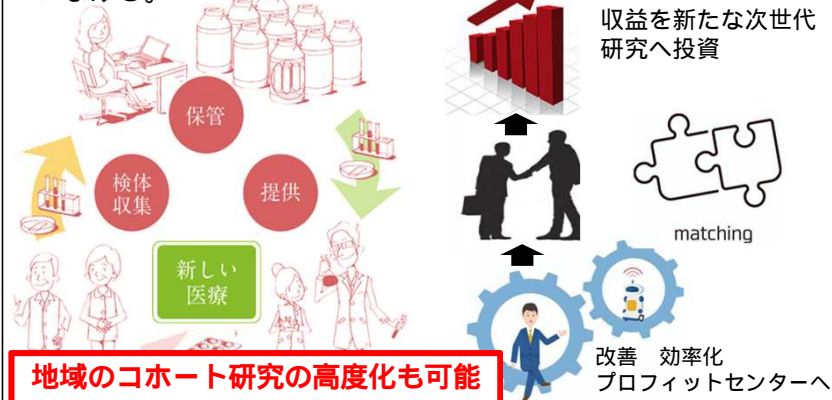 収益を新たな次世代
研究へ投資
保管
検体
収集
提供
新しい
医療
matching
地域のコホート研究の高度化も可能
改善　効率化
プロフィットセンターへ